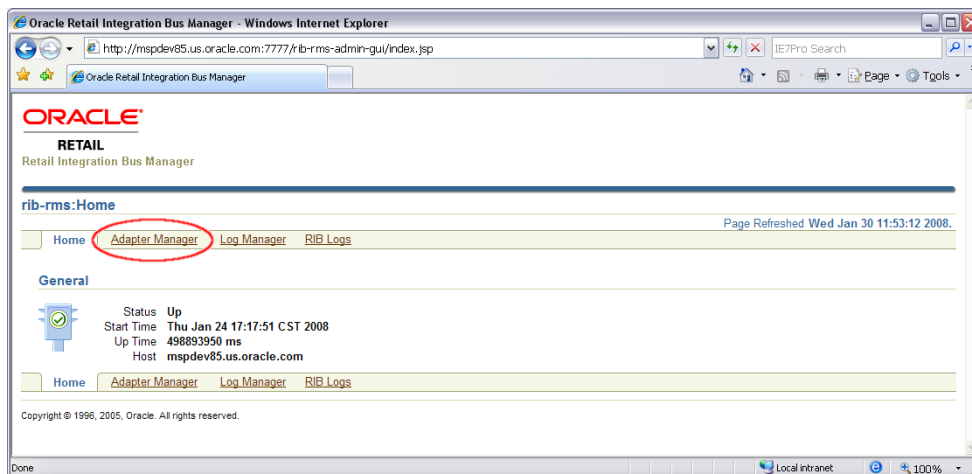 Oracle Retail Integration Bus Manager - Windows Internet Explorer
http://mspdev85.us.oracle.com:7777/rib-rms-admin-gui/index.jsp
IE7Pro Search
Oracle Retail Integration Bus Manager
Page
Tools
ORACLE
RETAIL
Retail Integration Bus Manager
rib-rms:Home
Page Refreshed Wed Jan 30 11:53:12 2008.
Home Adapter Manager Log Manager RIB Logs
General
Status Up
Start Time Thu Jan 24 17:17:51 CST 2008
Up Time 498893950 ms
Host mspdev85.us.oracle.com
Home Adapter Manager Log Manager RIB Logs
Copyright © 1996, 2005, Oracle. All rights reserved.
Done
Local intranet
100%